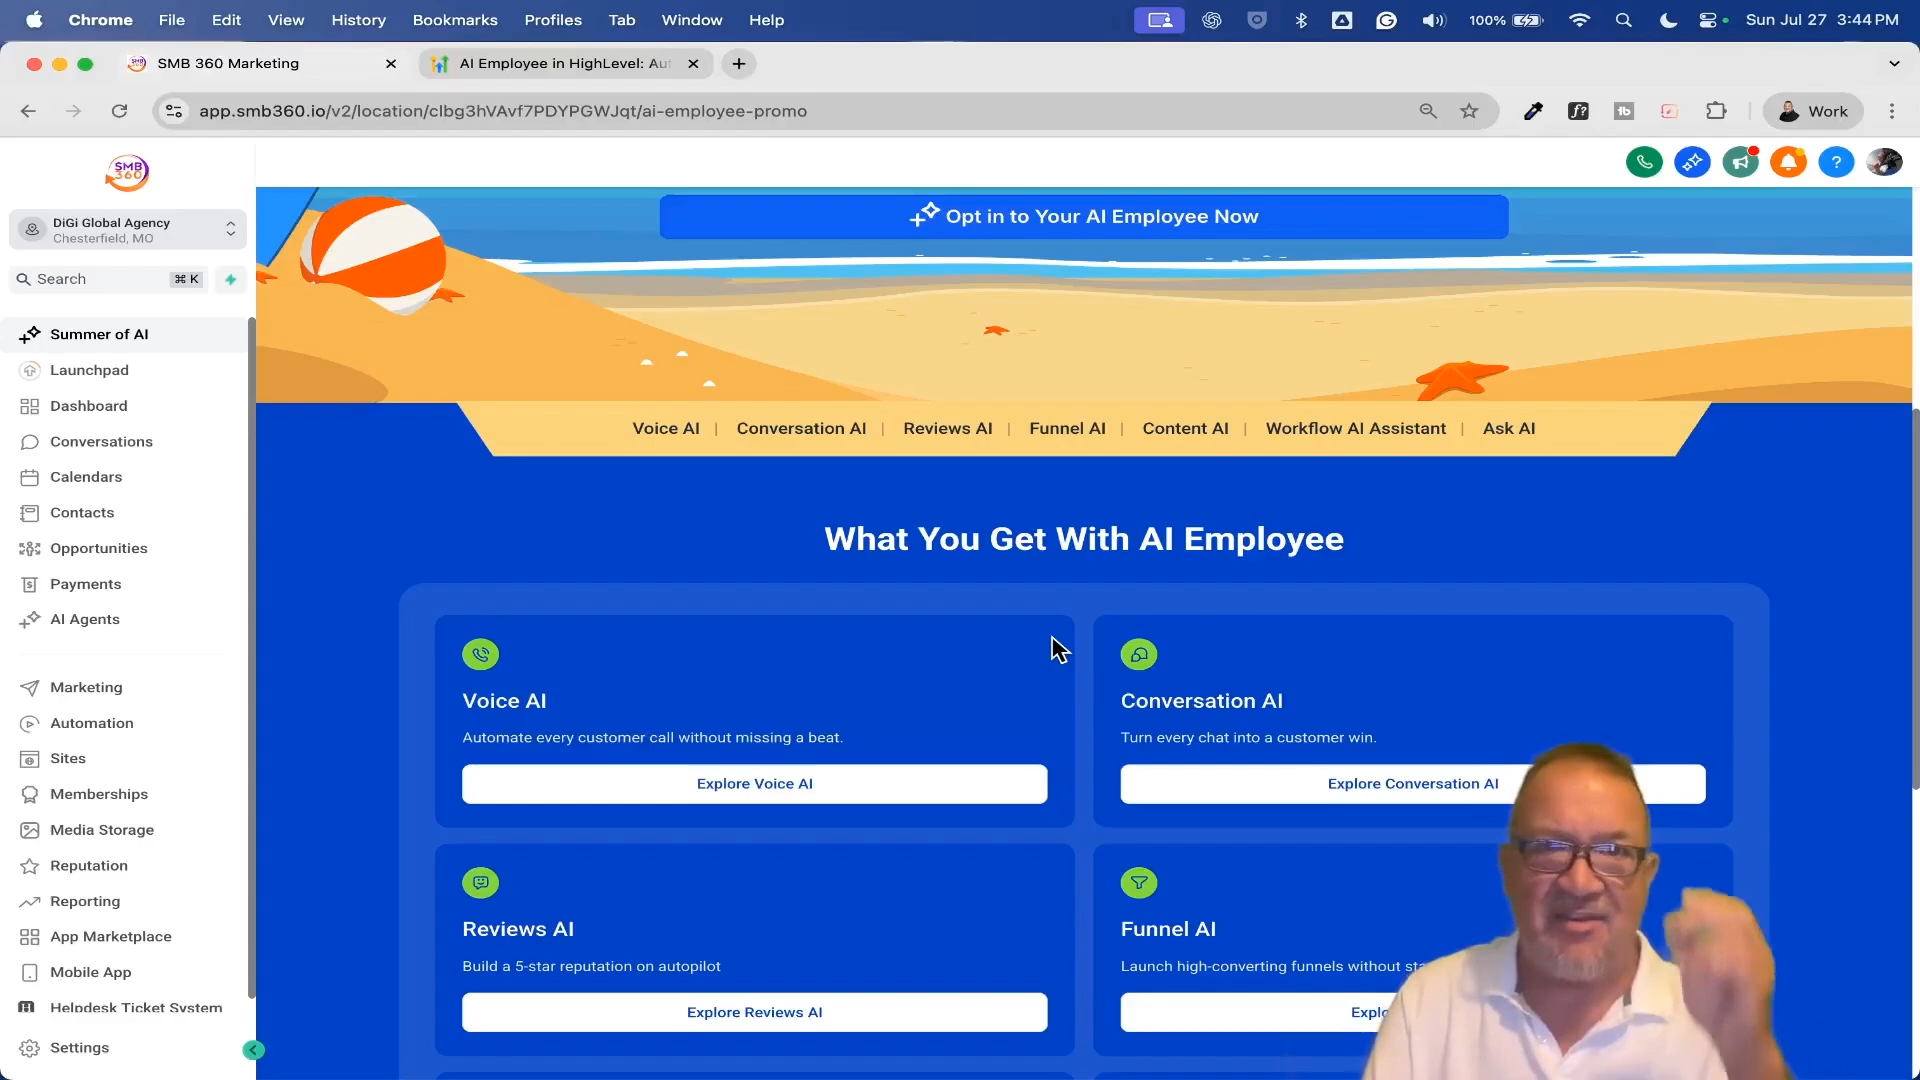 Chrome File Edit View History Bookmarks Profiles Tab Window Help 100% Sun Jul 27 3:44 PM
SMB 360 Marketing AI Employee in HighLevel: Aut
app.smb360.io/v2/location/clbg3hVAvf7PDYPGWJqt/ai-employee-promo Work
SMB
360
DiGi Global Agency
Chesterfield, MO
Search ⌘ K
Summer of AI
Launchpad
Dashboard
Conversations
Calendars
Contacts
Opportunities
Payments
AI Agents
Marketing
Automation
Sites
Memberships
Media Storage
Reputation
Reporting
App Marketplace
Mobile App
Helpdesk Ticket System
Settings
Opt in to Your AI Employee Now
Voice AI | Conversation AI | Reviews AI | Funnel AI | Content AI | Workflow AI Assistant | Ask AI
What You Get With AI Employee
Voice AI
Automate every customer call without missing a beat.
Explore Voice AI
Conversation AI
Turn every chat into a customer win.
Explore Conversation AI
Reviews AI
Build a 5-star reputation on autopilot
Explore Reviews AI
Funnel AI
Launch high-converting funnels without